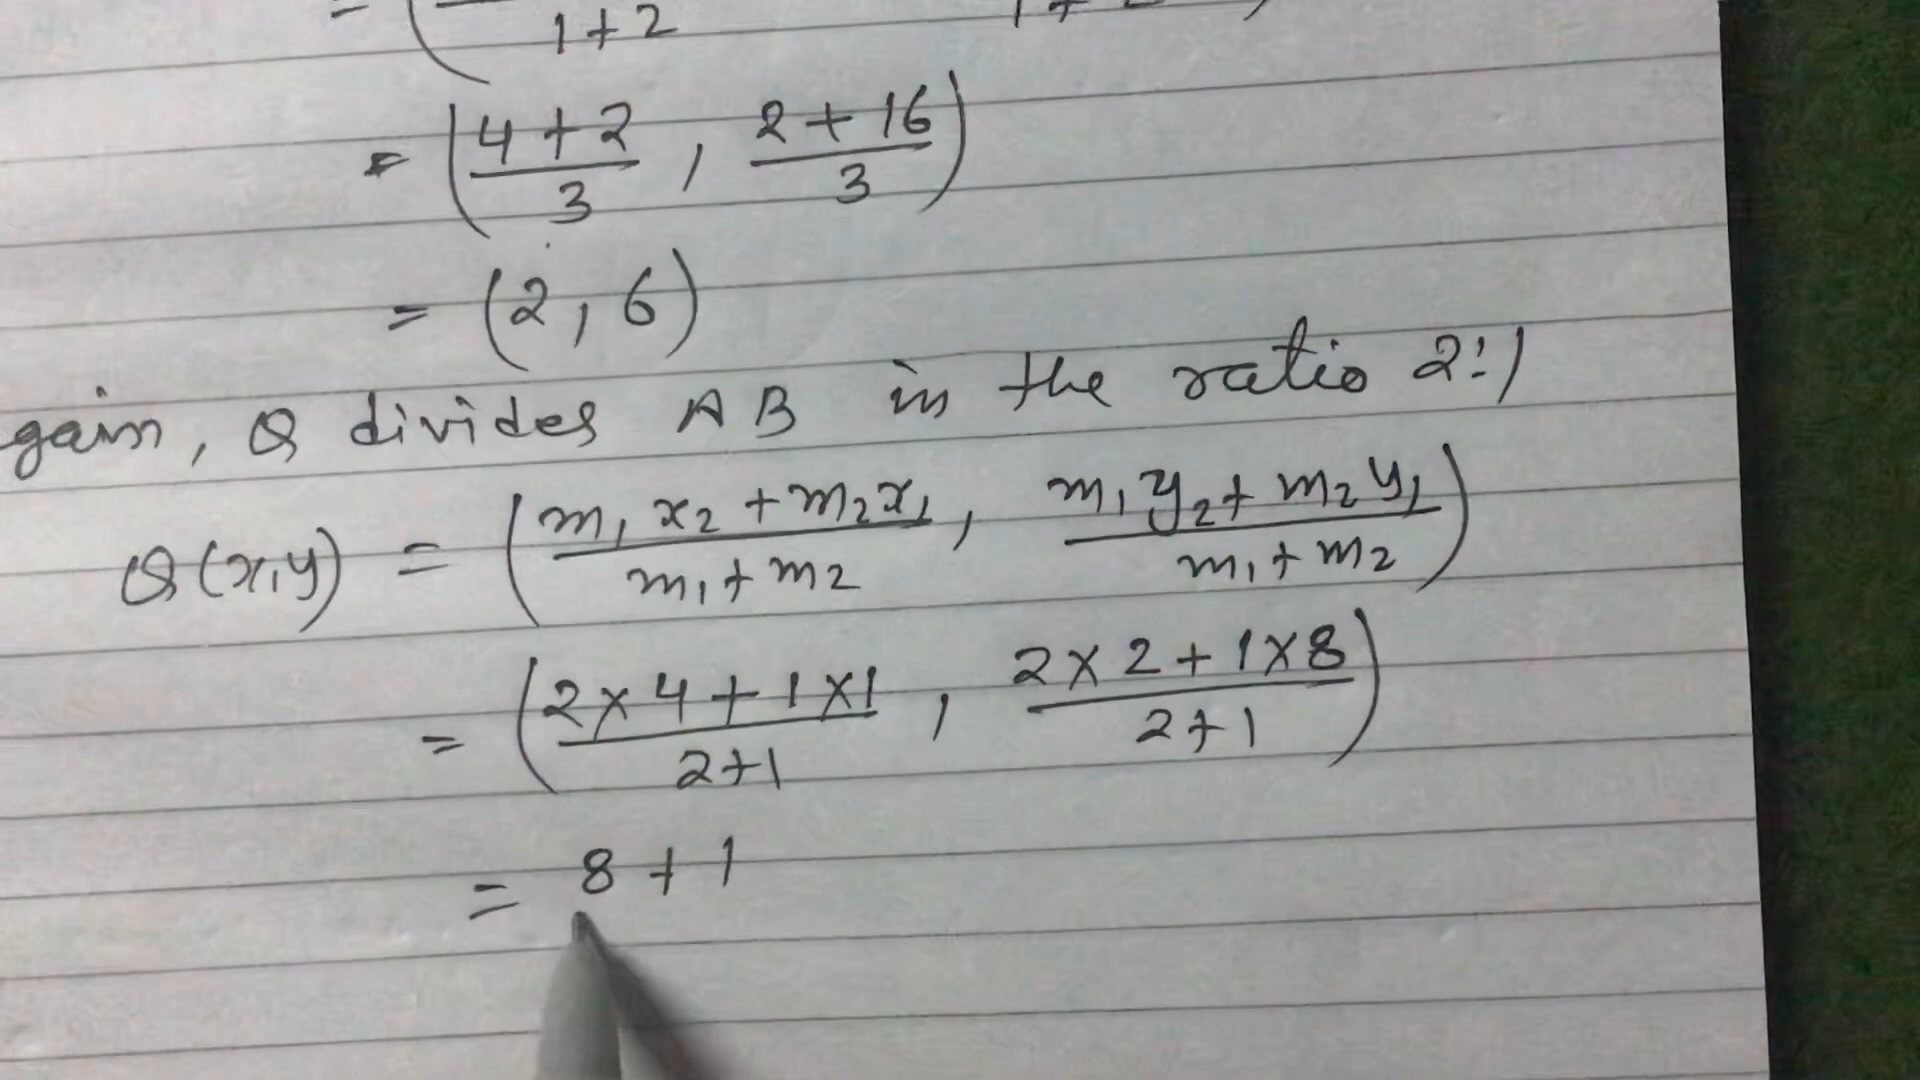 = ( 1+2
= (4+2/3 , 2+16/3)
= (2, 6)
gain, Q divides AB in the ratio 2:1
Q(x,y) = (m₁x₂+m₂x₁/m₁+m₂, m₁y₂+m₂y₁/m₁+m₂)
= (2×4+1×1/2+1 , 2×2+1×8/2+1)
= 8+1